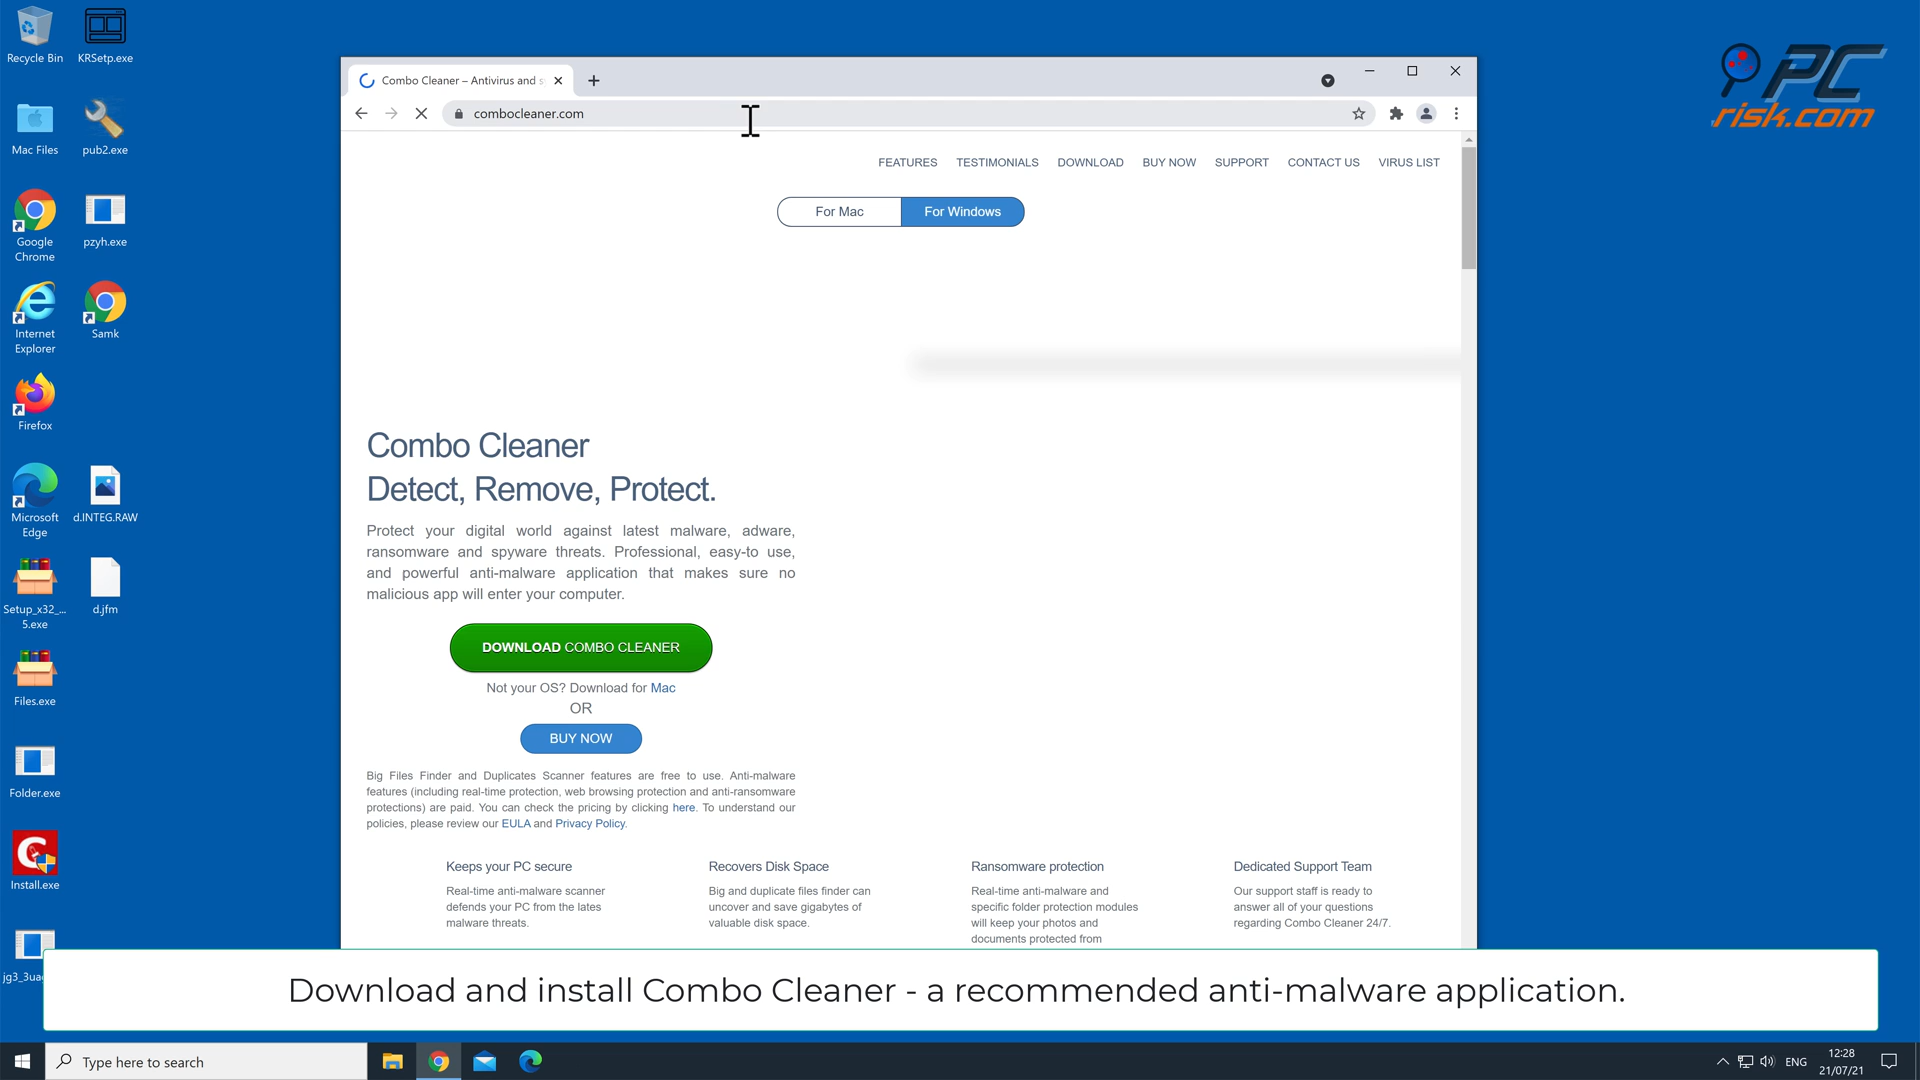 Recycle Bin
KRSetp.exe
Mac Files
pub2.exe
Google
Chrome
pzyh.exe
Internet
Explorer
Samk
Firefox
Microsoft
Edge
d.INTEG.RAW
Setup_x32_...
5.exe
d.jfm
Files.exe
Folder.exe
Install.exe
PC
risk.com
Combo Cleaner – Antivirus and
combocleaner.com
FEATURES TESTIMONIALS DOWNLOAD BUY NOW SUPPORT CONTACT US VIRUS LIST
For Mac For Windows
Combo Cleaner
Detect, Remove, Protect.
Protect your digital world against latest malware, adware,
ransomware and spyware threats. Professional, easy-to use,
and powerful anti-malware application that makes sure no
malicious app will enter your computer.
DOWNLOAD COMBO CLEANER
Not your OS? Download for Mac
OR
BUY NOW
Big Files Finder and Duplicates Scanner features are free to use. Anti-malware
features (including real-time protection, web browsing protection and anti-ransomware
protections) are paid. You can check the pricing by clicking here. To understand our
policies, please review our EULA and Privacy Policy.
Keeps your PC secure
Real-time anti-malware scanner
defends your PC from the lates
malware threats.
Recovers Disk Space
Big and duplicate files finder can
uncover and save gigabytes of
valuable disk space.
Ransomware protection
Real-time anti-malware and
specific folder protection modules
will keep your photos and
documents protected from
Dedicated Support Team
Our support staff is ready to
answer all of your questions
regarding Combo Cleaner 24/7.
Download and install Combo Cleaner - a recommended anti-malware application.
Type here to search
ENG
12:28
21/07/21